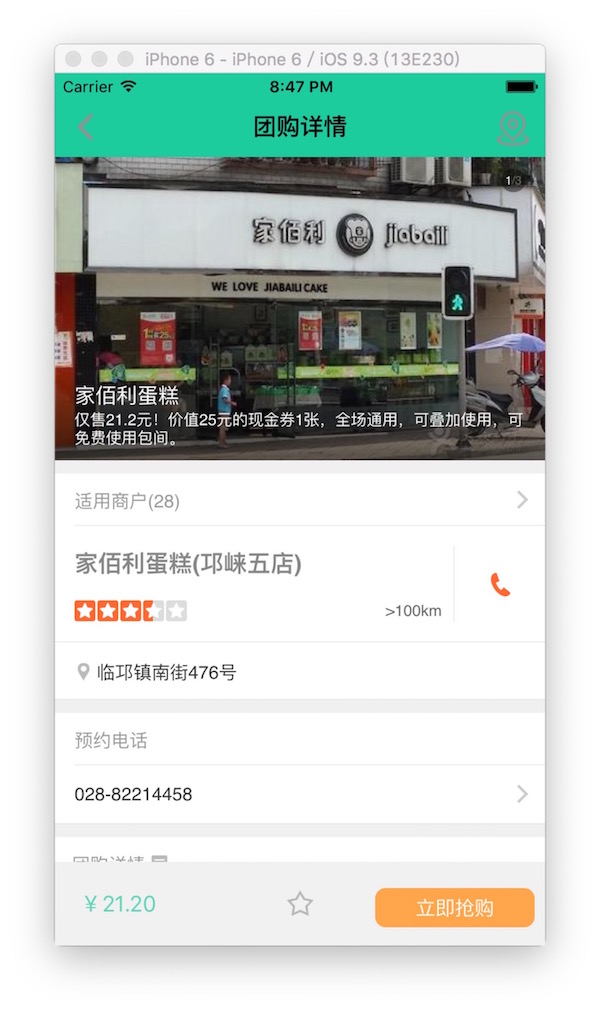 iPhone 6 - iPhone 6 / iOS 9.3 (13E230)
Carrier
8:47 PM
团购详情
1/3
家佰利
jiabaili
WE LOVE JIABAILI CAKE
家佰利蛋糕
仅售21.2元！价值25元的现金券1张，全场通用，可叠加使用，可
免费使用包间。
适用商户(28)
家佰利蛋糕(邛崃五店)
>100km
临邛镇南街476号
预约电话
028-82214458
团购详情
￥21.20
立即抢购